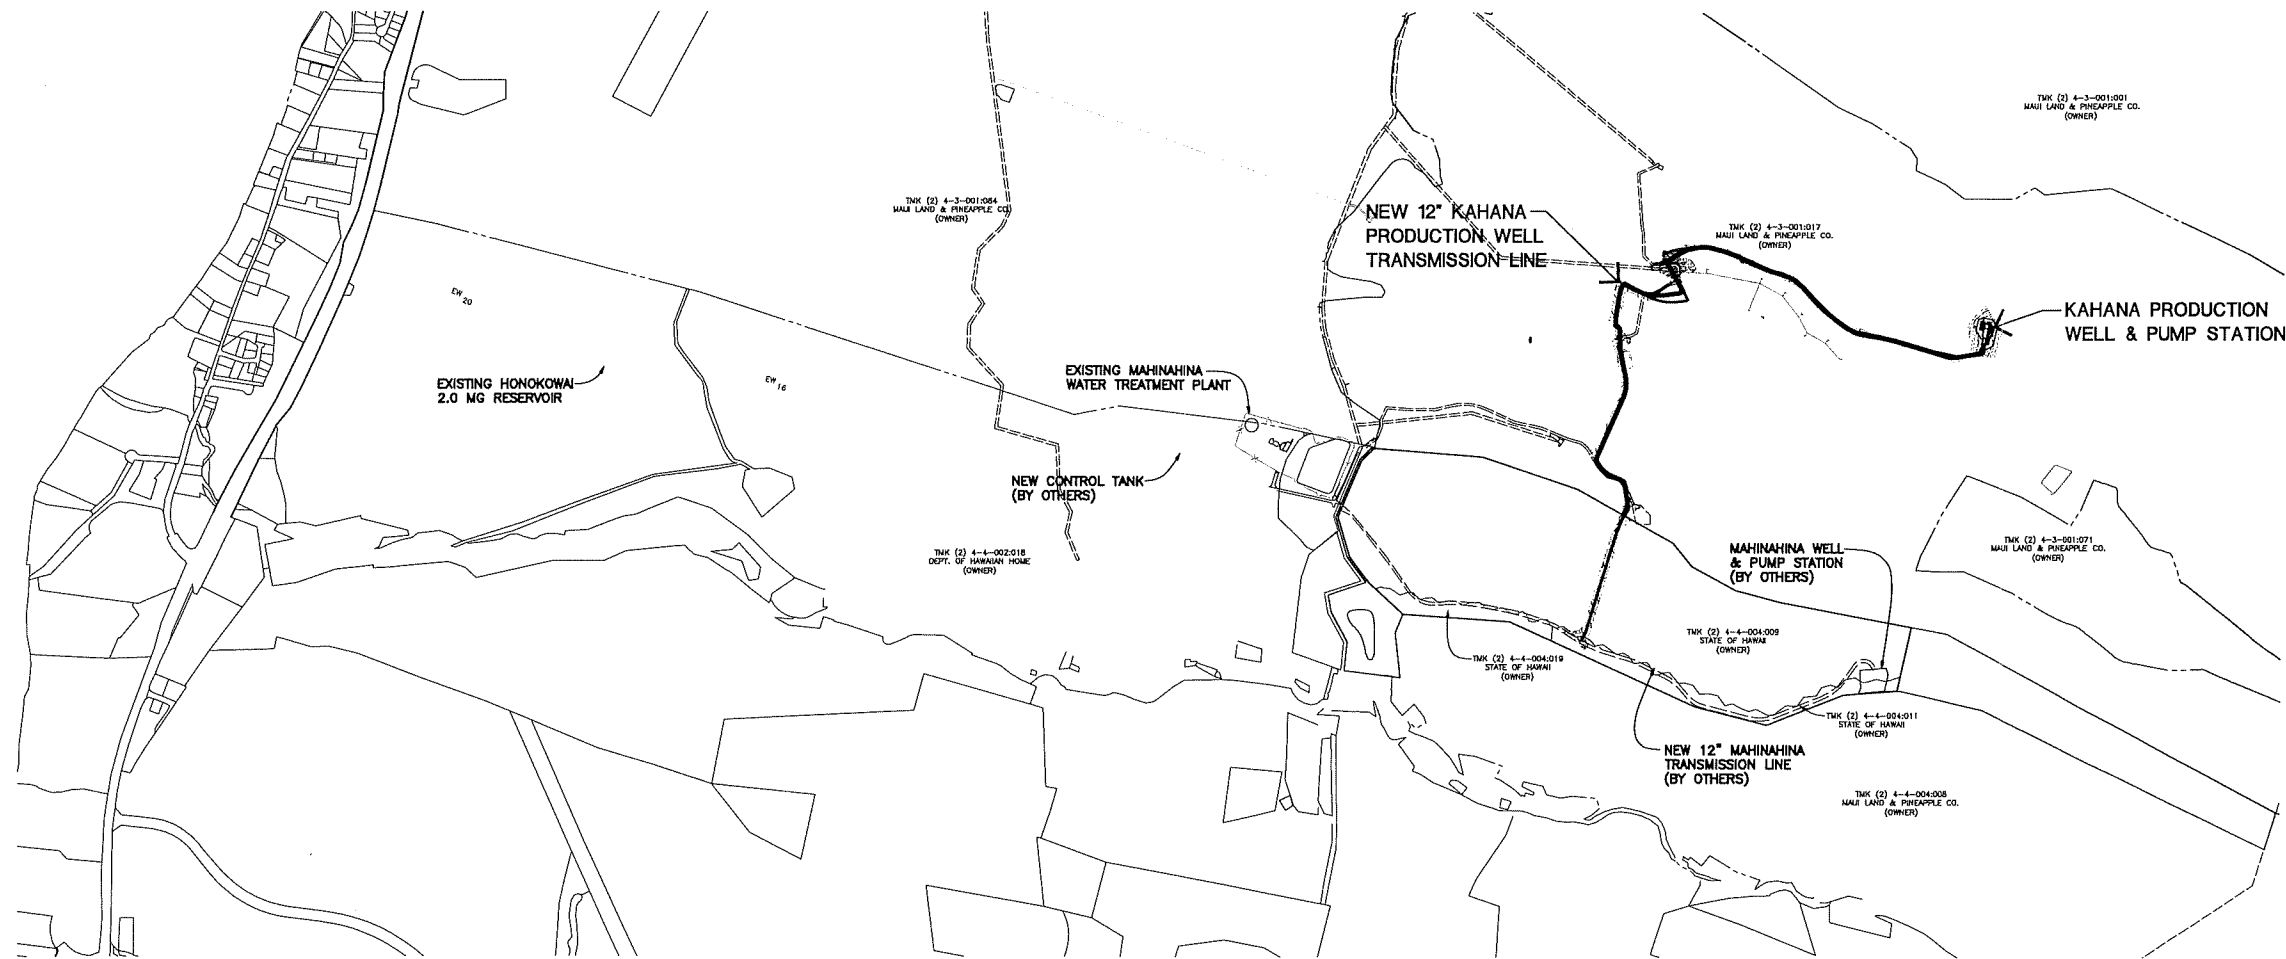 TMK (2) 4-3-001:001
MAUI LAND & PINEAPPLE CO.
(OWNER)
TMK (2) 4-3-001:084
MAUI LAND & PINEAPPLE CO.
(OWNER)
NEW 12" KAHANA
PRODUCTION WELL
TRANSMISSION LINE
TMK (2) 4-3-001:017
MAUI LAND & PINEAPPLE CO.
(OWNER)
KAHANA PRODUCTION
WELL & PUMP STATION
EW 20
EXISTING HONOKOWAI
2.0 MG RESERVOIR
EW 16
EXISTING MAHINAHINA
WATER TREATMENT PLANT
NEW CONTROL TANK
(BY OTHERS)
TMK (2) 4-4-002:018
DEPT. OF HAWAIIAN HOME
(OWNER)
MAHINAHINA WELL
& PUMP STATION
(BY OTHERS)
TMK (2) 4-3-001:071
MAUI LAND & PINEAPPLE CO.
(OWNER)
TMK (2) 4-4-004:009
STATE OF HAWAII
(OWNER)
TMK (2) 4-4-004:019
STATE OF HAWAII
(OWNER)
TMK (2) 4-4-004:011
STATE OF HAWAII
(OWNER)
NEW 12" MAHINAHINA
TRANSMISSION LINE
(BY OTHERS)
TMK (2) 4-4-004:008
MAUI LAND & PINEAPPLE CO.
(OWNER)